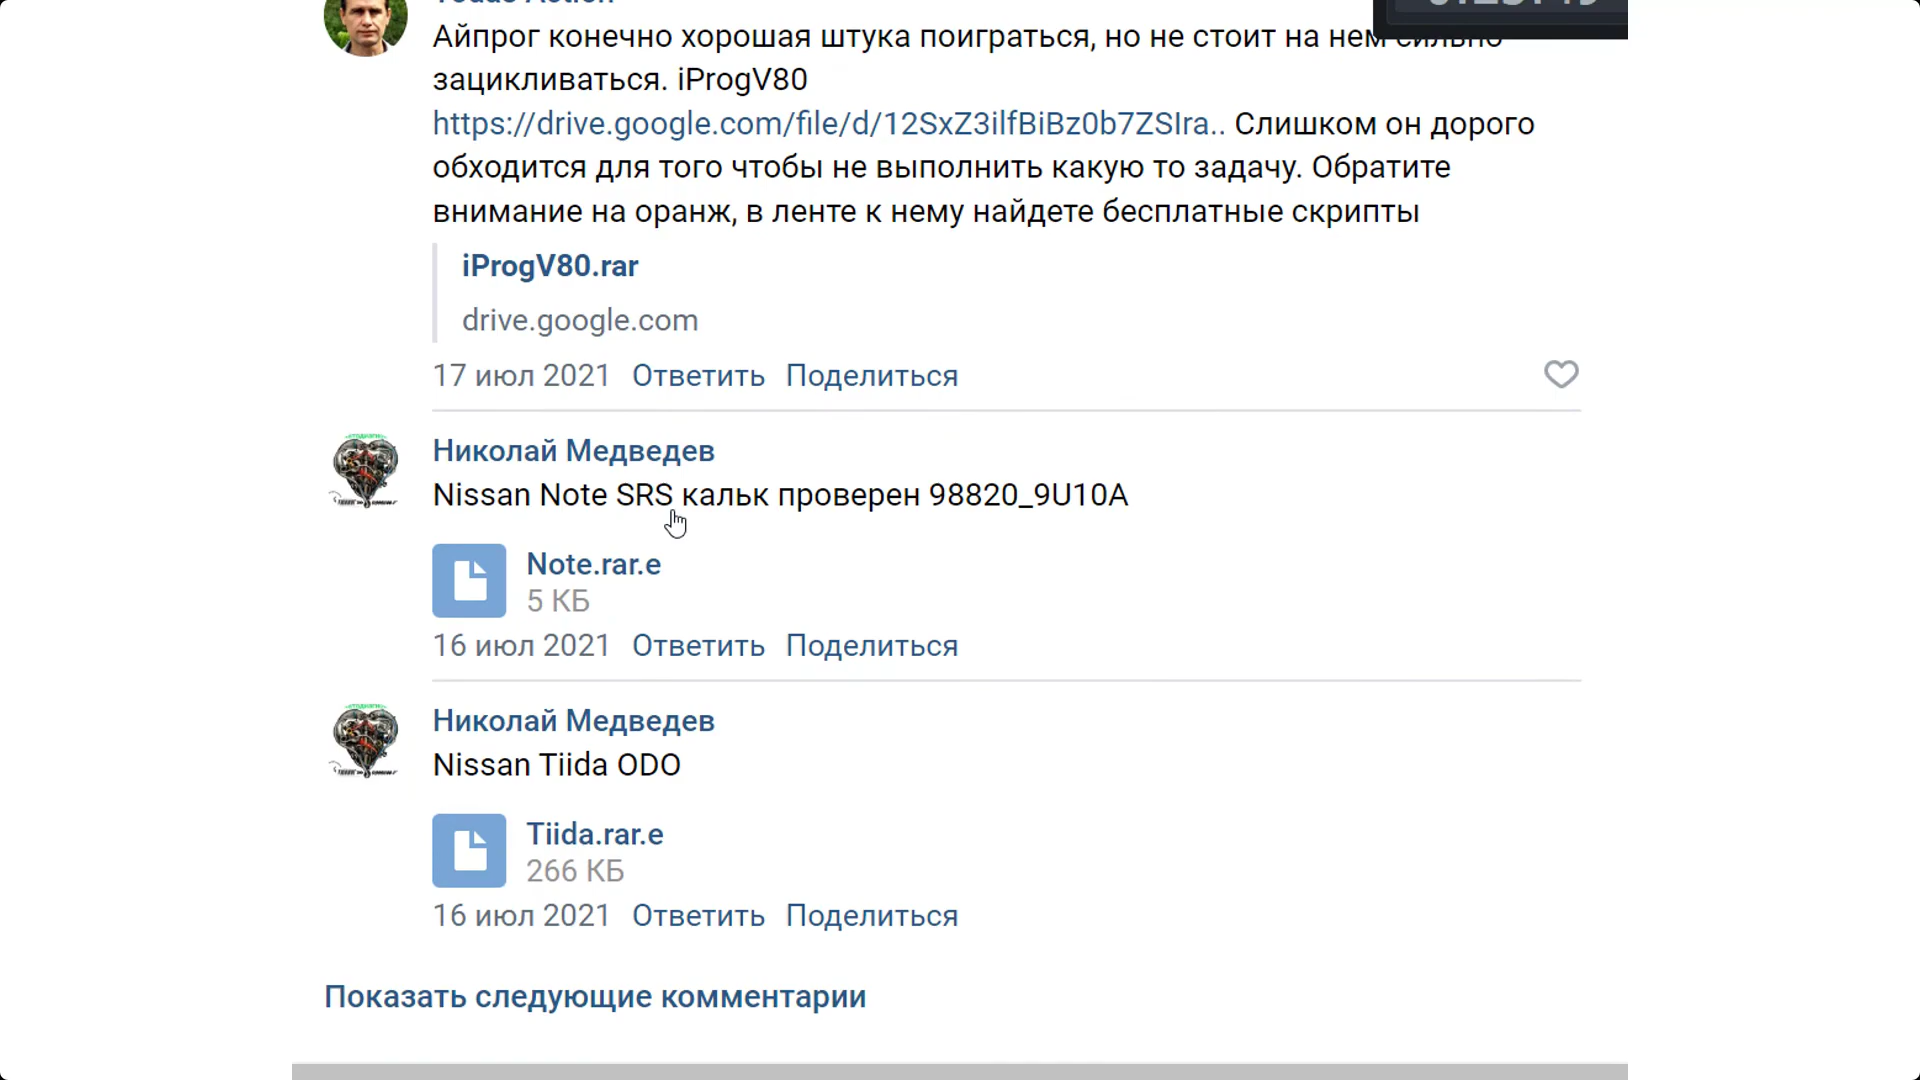 Айпрог конечно хорошая штука поиграться, но не стоит на нем сильно
зацикливаться. iProgV80
https://drive.google.com/file/d/12SxZ3ilfBiBz0b7ZSIra.. Слишком он дорого
обходится для того чтобы не выполнить какую то задачу. Обратите
внимание на оранж, в ленте к нему найдете бесплатные скрипты
iProgV80.rar
drive.google.com
17 июл 2021 Ответить Поделиться
Николай Медведев
Nissan Note SRS кальк проверен 98820_9U10A
Note.rar.e
5 КБ
16 июл 2021 Ответить Поделиться
Николай Медведев
Nissan Tiida ODO
Tiida.rar.e
266 КБ
16 июл 2021 Ответить Поделиться
Показать следующие комментарии